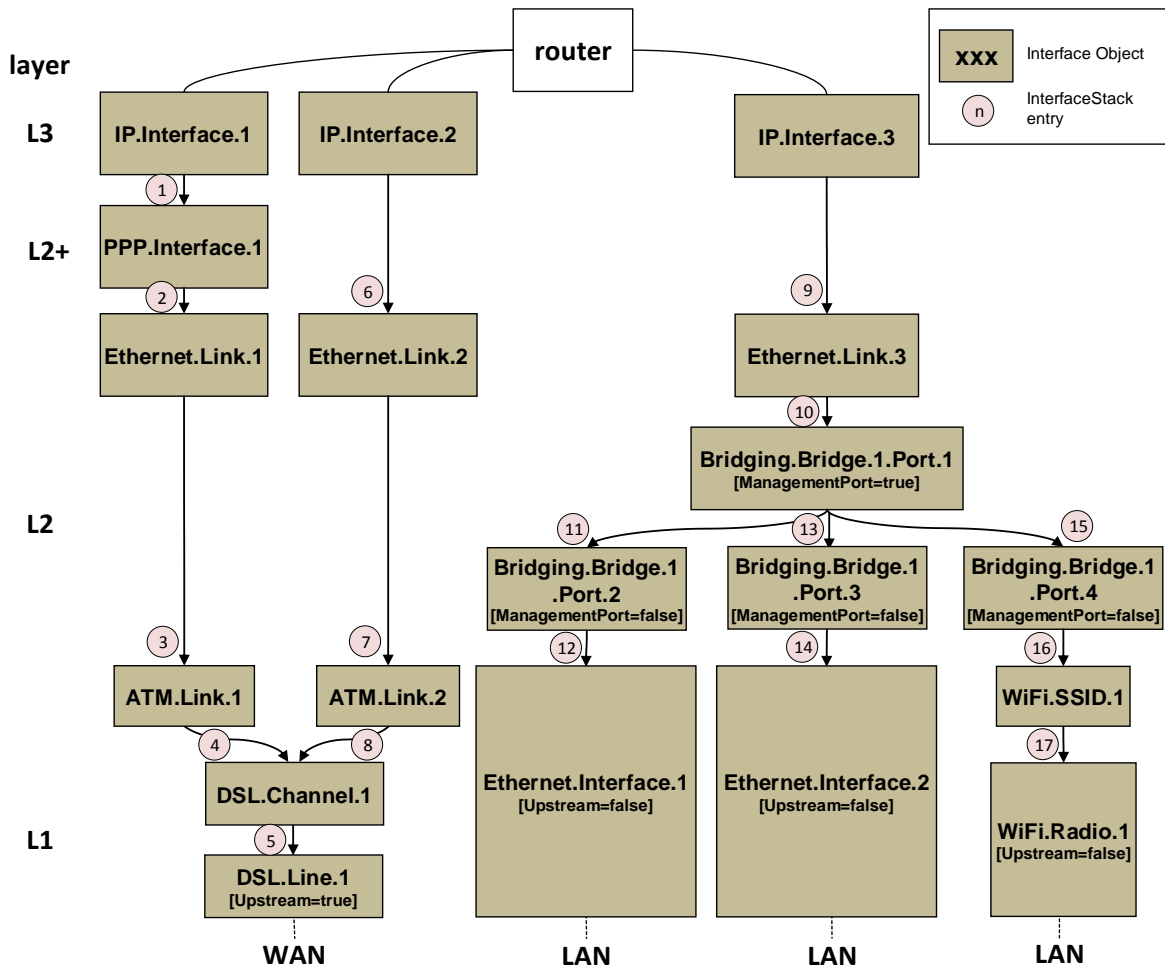 router
layer
xxx
Interface Object
n
InterfaceStack
entry
L3
IP.Interface.1
IP.Interface.2
IP.Interface.3
1
L2+
PPP.Interface.1
2
6
9
Ethernet.Link.1
Ethernet.Link.2
Ethernet.Link.3
10
Bridging.Bridge.1.Port.1
[ManagementPort=true]
L2
11
13
15
Bridging.Bridge.1
.Port.2
[ManagementPort=false]
Bridging.Bridge.1
.Port.3
[ManagementPort=false]
Bridging.Bridge.1
.Port.4
[ManagementPort=false]
3
7
12
14
16
ATM.Link.1
ATM.Link.2
WiFi.SSID.1
4
8
17
DSL.Channel.1
Ethernet.Interface.1
[Upstream=false]
Ethernet.Interface.2
[Upstream=false]
L1
5
WiFi.Radio.1
[Upstream=false]
DSL.Line.1
[Upstream=true]
WAN
LAN
LAN
LAN